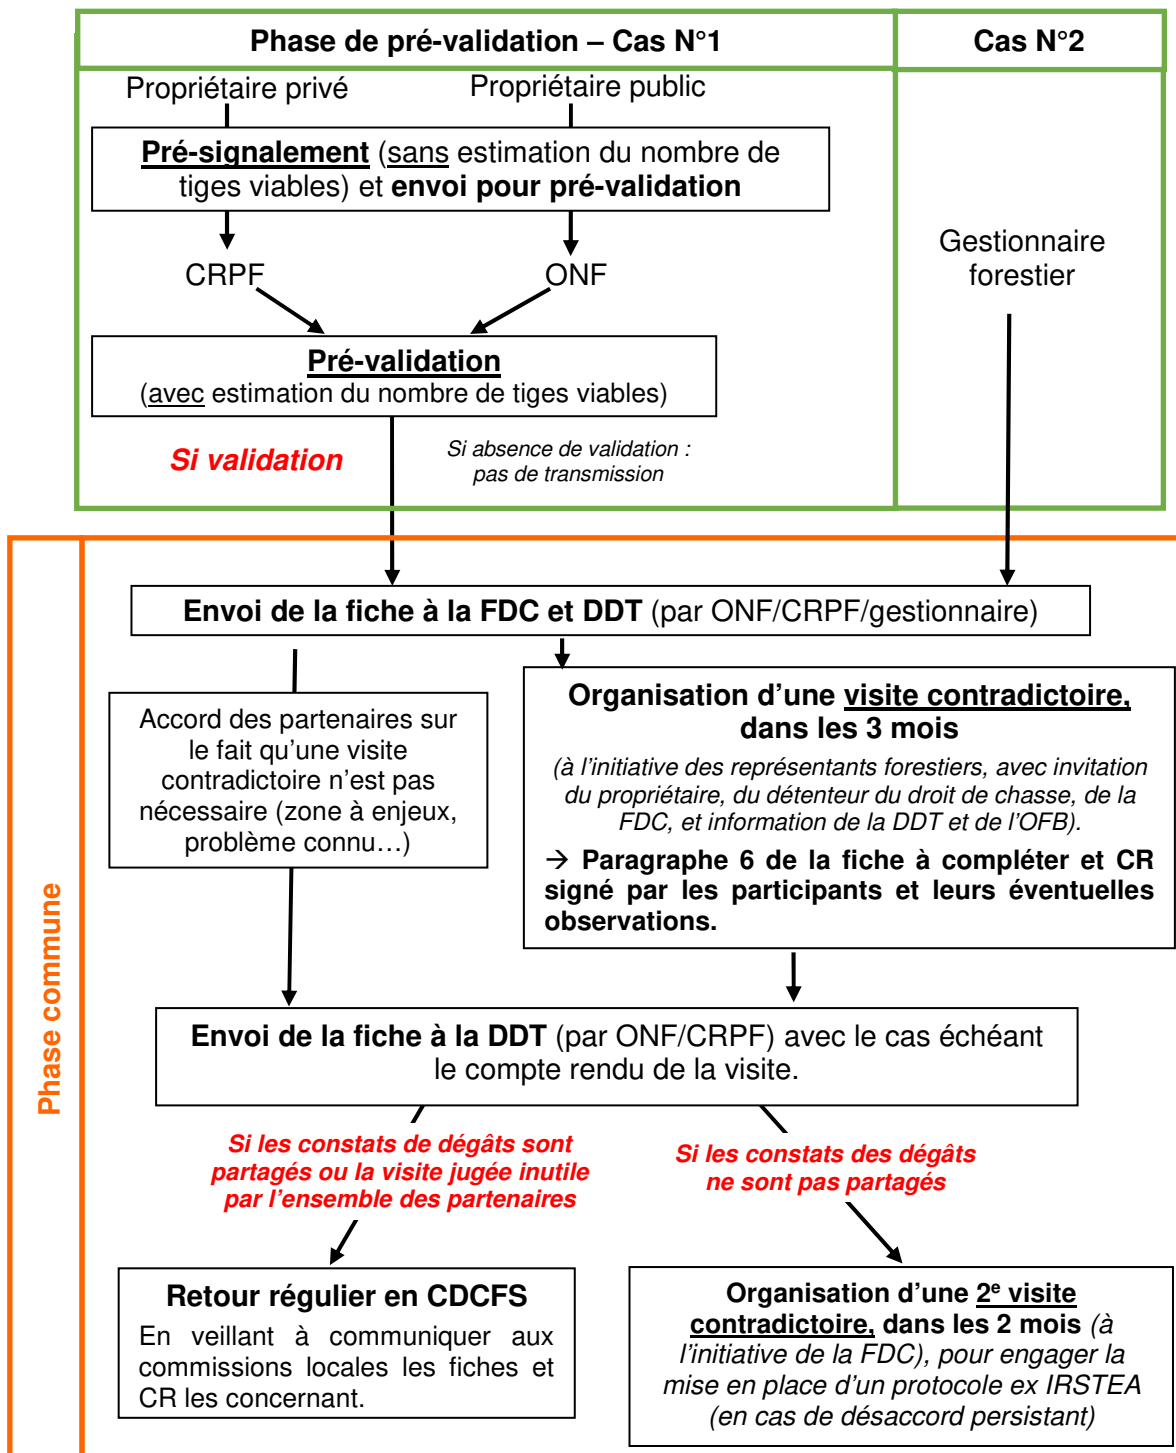 Phase de pré-validation – Cas N°1
Cas N°2
Propriétaire privé
Propriétaire public
Pré-signalement (sans estimation du nombre de
tiges viables) et envoi pour pré-validation
CRPF
ONF
Gestionnaire
forestier
Pré-validation
(avec estimation du nombre de tiges viables)
Si validation
Si absence de validation :
pas de transmission
Phase commune
Envoi de la fiche à la FDC et DDT (par ONF/CRPF/gestionnaire)
Accord des partenaires sur
le fait qu’une visite
contradictoire n’est pas
nécessaire (zone à enjeux,
problème connu…)
Organisation d’une visite contradictoire,
dans les 3 mois
(à l’initiative des représentants forestiers, avec invitation
du propriétaire, du détenteur du droit de chasse, de la
FDC, et information de la DDT et de l’OFB).
→ Paragraphe 6 de la fiche à compléter et CR
signé par les participants et leurs éventuelles
observations.
Envoi de la fiche à la DDT (par ONF/CRPF) avec le cas échéant
le compte rendu de la visite.
Si les constats de dégâts sont
partagés ou la visite jugée inutile
par l’ensemble des partenaires
Si les constats des dégâts
ne sont pas partagés
Retour régulier en CDCFS
En veillant à communiquer aux
commissions locales les fiches et
CR les concernant.
Organisation d’une 2e visite
contradictoire, dans les 2 mois (à
l’initiative de la FDC), pour engager la
mise en place d’un protocole ex IRSTEA
(en cas de désaccord persistant)